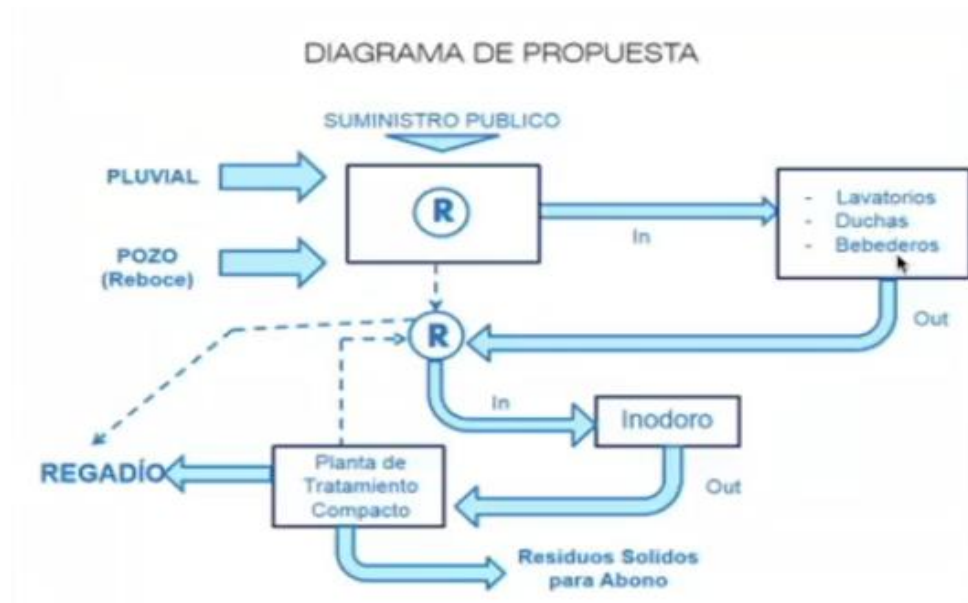 DIAGRAMA DE PROPUESTA
SUMINISTRO PUBLICO
PLUVIAL
R
- Lavatorios
- Duchas
- Bebederos
In
POZO
(Reboce)
Out
R
In
Inodoro
REGADÍO
Planta de
Tratamiento
Compacto
Out
Residuos Solidos
para Abono